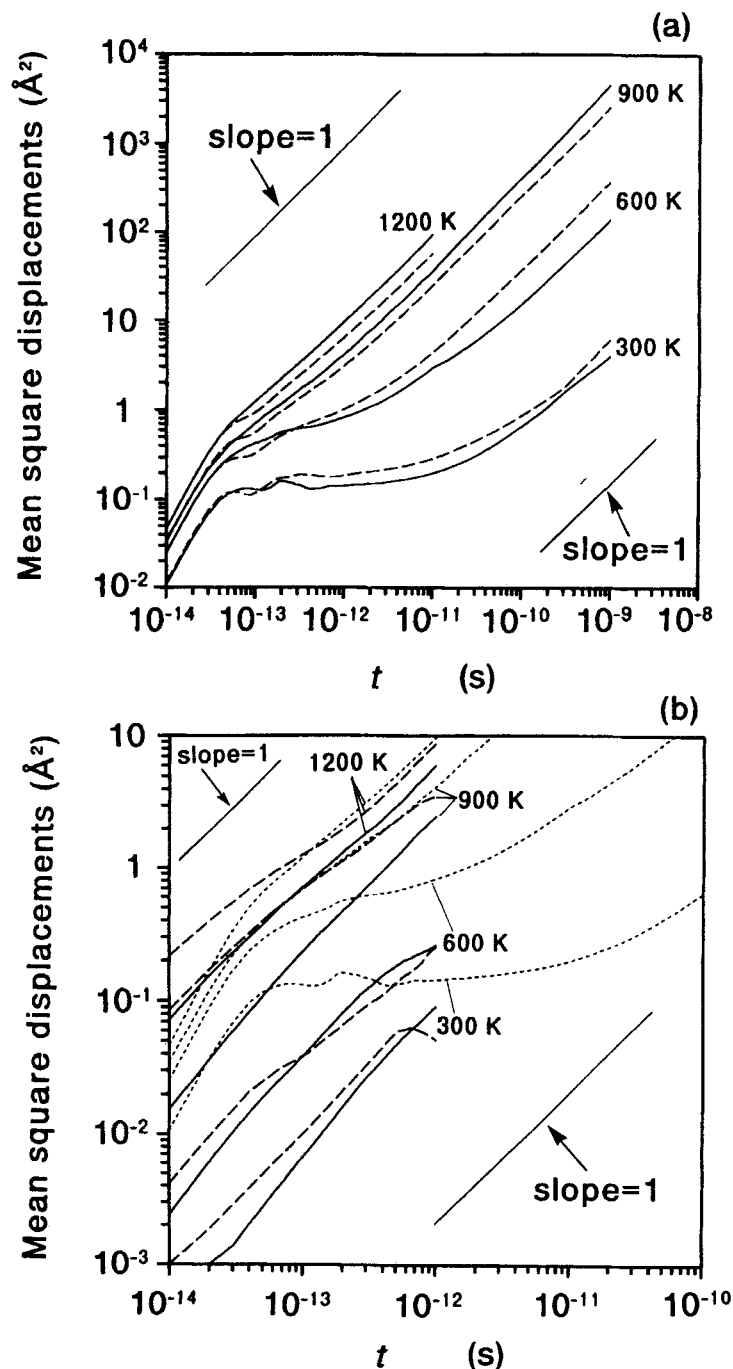 (a)
Mean square displacements (Å²)
10⁴
10³
10²
10
1
10⁻¹
10⁻²
slope=1
1200 K
900 K
600 K
300 K
slope=1
10⁻¹⁴ 10⁻¹³ 10⁻¹² 10⁻¹¹ 10⁻¹⁰ 10⁻⁹ 10⁻⁸
t (s)
(b)
Mean square displacements (Å²)
10
1
10⁻¹
10⁻²
10⁻³
slope=1
1200 K
900 K
600 K
300 K
slope=1
10⁻¹⁴ 10⁻¹³ 10⁻¹² 10⁻¹¹ 10⁻¹⁰
t (s)